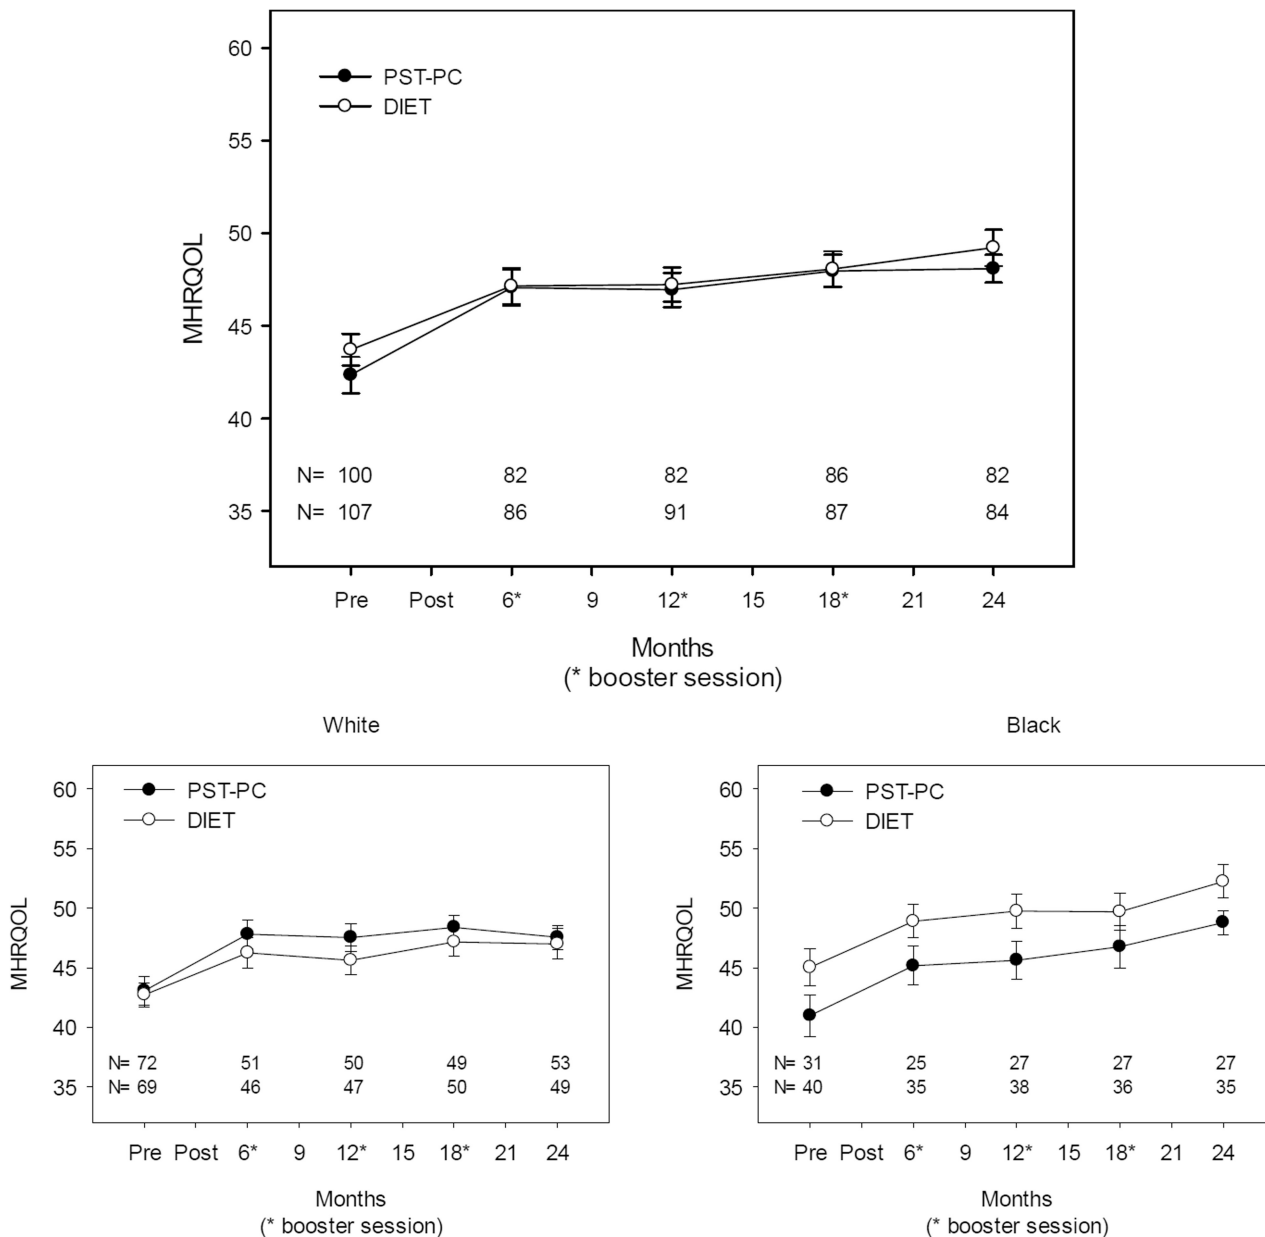 60
PST-PC
DIET
55
50
MHRQOL
45
40
N= 100 82 82 86 82
35 N= 107 86 91 87 84
Pre Post 6* 9 12* 15 18* 21 24
Months
(* booster session)
White
60
PST-PC
DIET
55
50
MHRQOL
45
40
N= 72 51 50 49 53
35 N= 69 46 47 50 49
Pre Post 6* 9 12* 15 18* 21 24
Months
(* booster session)
Black
60
PST-PC
DIET
55
50
MHRQOL
45
40
N= 31 25 27 27 27
35 N= 40 35 38 36 35
Pre Post 6* 9 12* 15 18* 21 24
Months
(* booster session)